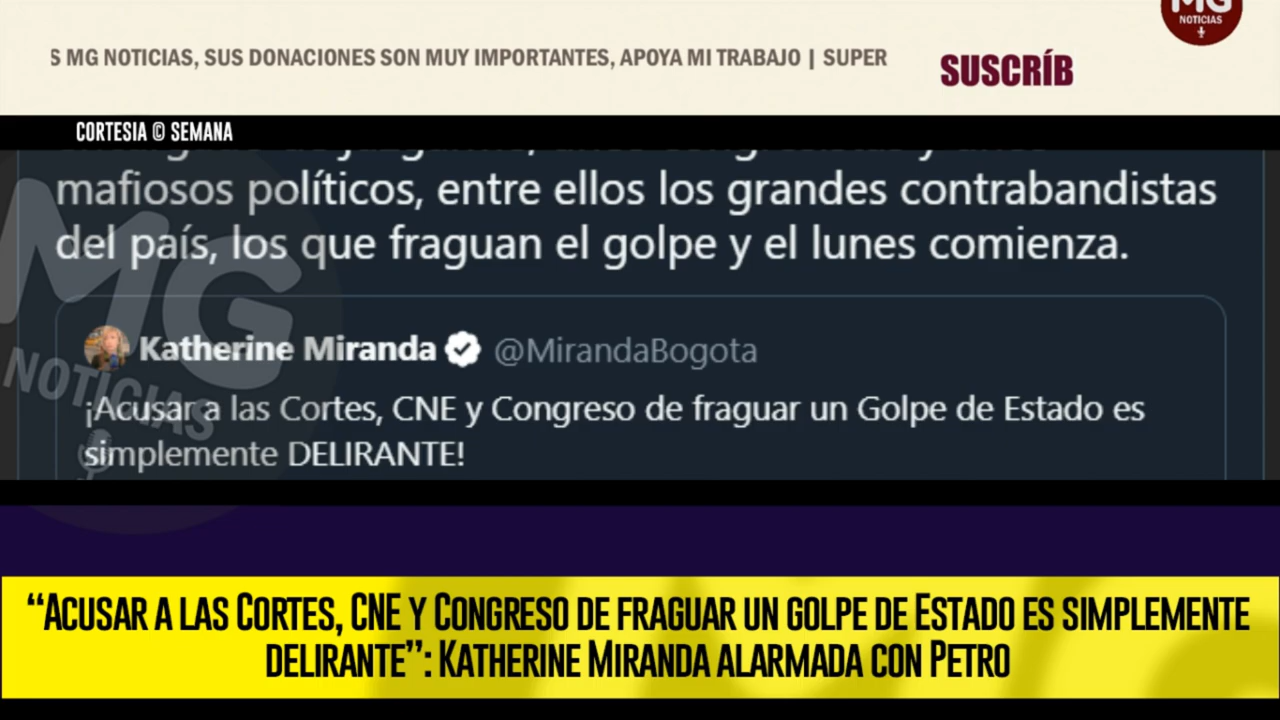 S MG NOTICIAS, SUS DONACIONES SON MUY IMPORTANTES, APOYA MI TRABAJO | SUPER
SUSCRÍB
MG
NOTICIAS
CORTESIA © SEMANA
mafiosos políticos, entre ellos los grandes contrabandistas
del país, los que fraguan el golpe y el lunes comienza.
Katherine Miranda @MirandaBogota
¡Acusar a las Cortes, CNE y Congreso de fraguar un Golpe de Estado es
simplemente DELIRANTE!
MG
NOTICIAS
“ACUSAR A LAS CORTES, CNE Y CONGRESO DE FRAGUAR UN GOLPE DE ESTADO ES SIMPLEMENTE
DELIRANTE”: KATHERINE MIRANDA ALARMADA CON PETRO